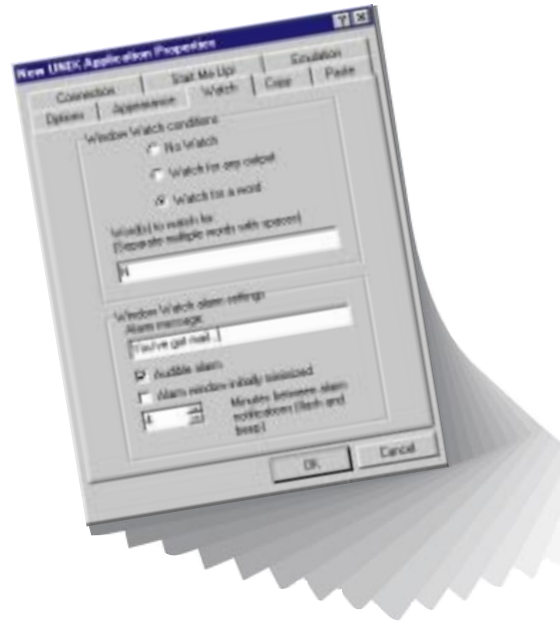 New UNIX Application Properties
Connection Start Me Up! Emulation
Options Appearance Watch Copy Paste
Window Watch conditions
No Watch
Watch for any output
Watch for a word
Word(s) to watch for:
(Separate multiple words with spaces)
Window Watch alarm settings
Alarm message:
You've got mail
Audible alarm
Alarm window initially minimized
4
Minutes between alarm
notifications (flash and
beep)
OK Cancel